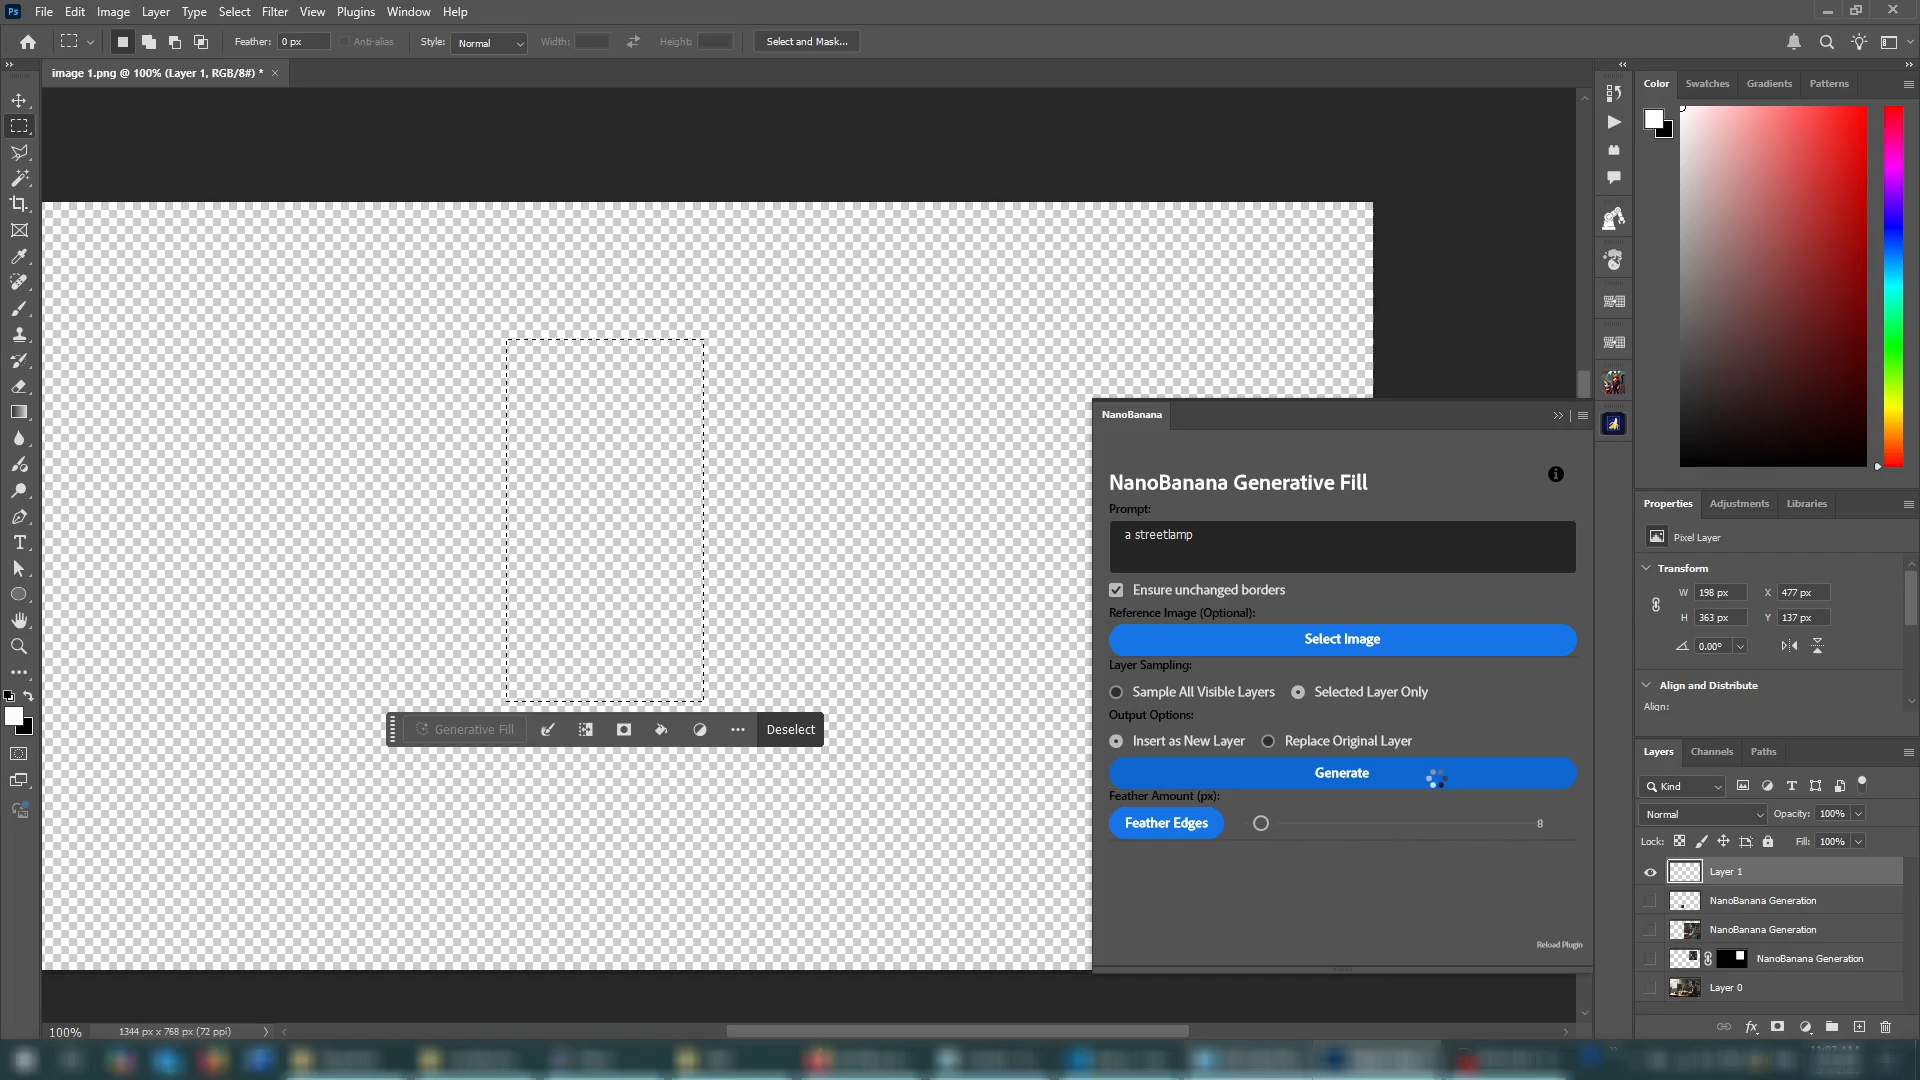 Ps File Edit Image Layer Type Select Filter View Plugins Window Help
Feather: 0 px Anti-alias Style: Normal Width: Height: Select and Mask...
image 1.png @ 100% (Layer 1, RGB/8#) *
Color Swatches Gradients Patterns
NanoBanana
NanoBanana Generative Fill
Prompt:
a streetlamp
Ensure unchanged borders
Reference Image (Optional):
Select Image
Layer Sampling:
Sample All Visible Layers Selected Layer Only
Output Options:
Insert as New Layer Replace Original Layer
Generate
Feather Amount (px):
Feather Edges 8
Reload Plugin
Generative Fill Deselect
Properties Adjustments Libraries
Pixel Layer
Transform
W 198 px X 477 px
H 363 px Y 137 px
0.00°
Align and Distribute
Align:
Layers Channels Paths
Kind
Normal Opacity: 100%
Lock: Fill: 100%
Layer 1
NanoBanana Generation
NanoBanana Generation
NanoBanana Generation
Layer 0
fx
100% 1344 px x 768 px (72 ppi)